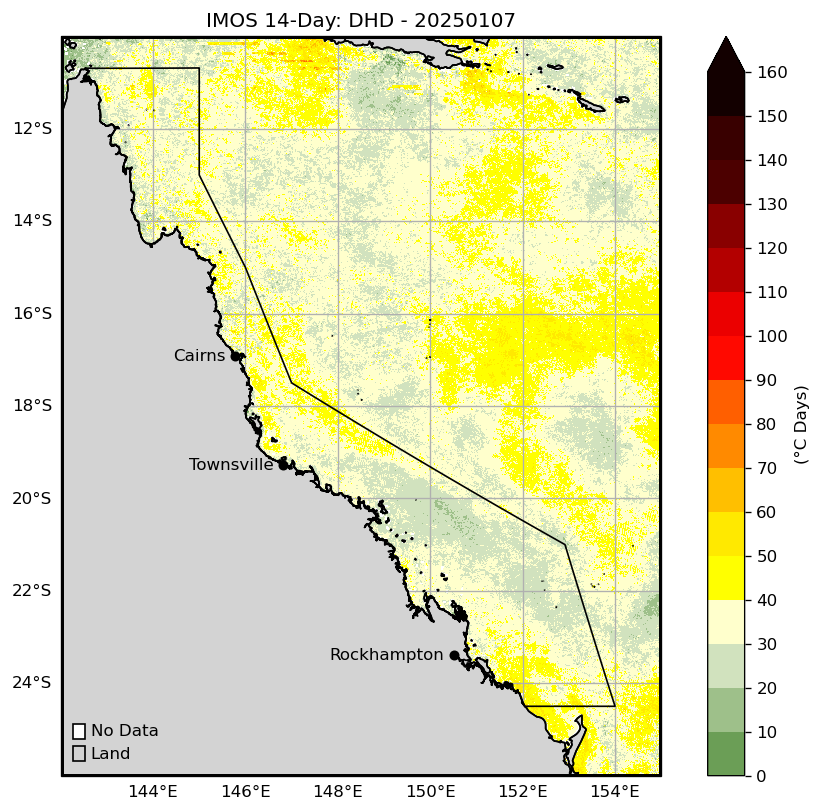 IMOS 14-Day: DHD - 20250107
12°S
14°S
16°S
18°S
20°S
22°S
24°S
Cairns
Townsville
Rockhampton
No Data
Land
144°E 146°E 148°E 150°E 152°E 154°E
160
150
140
130
120
110
100
90
80
70
60
50
40
30
20
10
0
(°C Days)